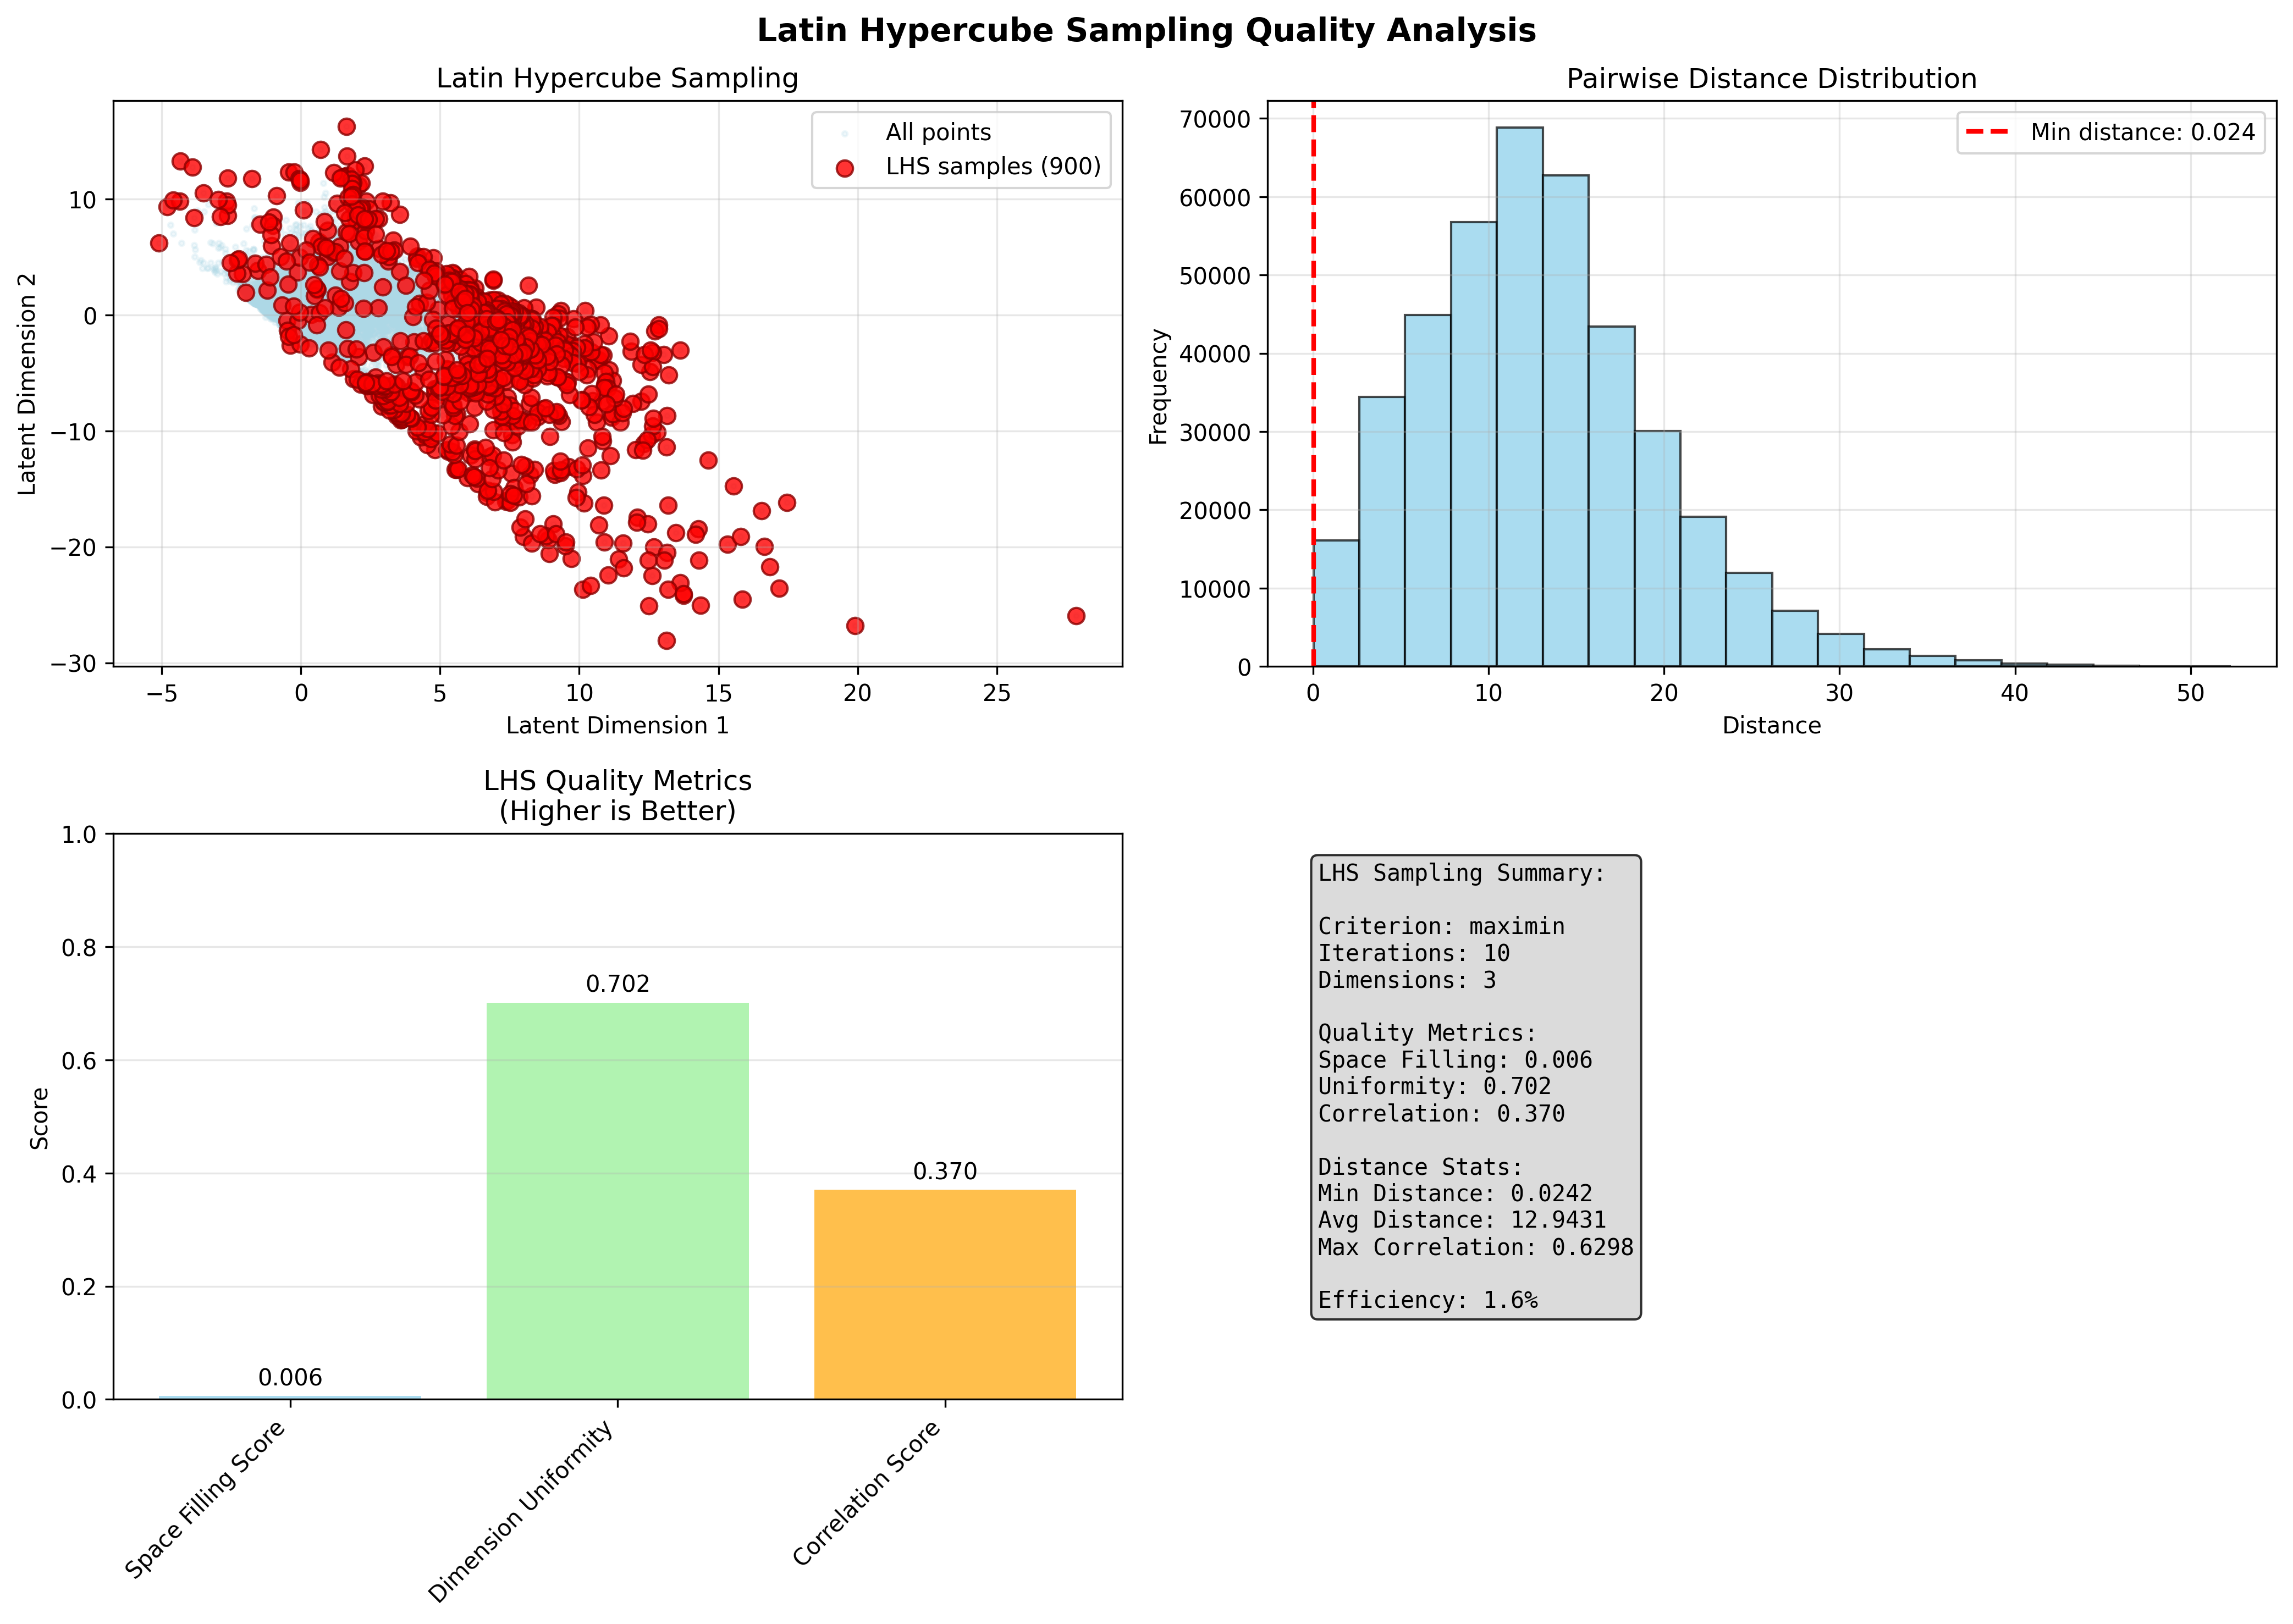 Latin Hypercube Sampling Quality Analysis
Latin Hypercube Sampling
All points
LHS samples (900)
10
0
−10
−20
−30
Latent Dimension 2
−5
0
5
10
15
20
25
Latent Dimension 1
Pairwise Distance Distribution
Min distance: 0.024
70000
60000
50000
40000
30000
20000
10000
0
Frequency
0
10
20
30
40
50
Distance
LHS Quality Metrics
(Higher is Better)
1.0
0.8
0.6
0.4
0.2
0.0
Score
0.006
0.702
0.370
Space Filling Score
Dimension Uniformity
Correlation Score
LHS Sampling Summary:
Criterion: maximin
Iterations: 10
Dimensions: 3
Quality Metrics:
Space Filling: 0.006
Uniformity: 0.702
Correlation: 0.370
Distance Stats:
Min Distance: 0.0242
Avg Distance: 12.9431
Max Correlation: 0.6298
Efficiency: 1.6%